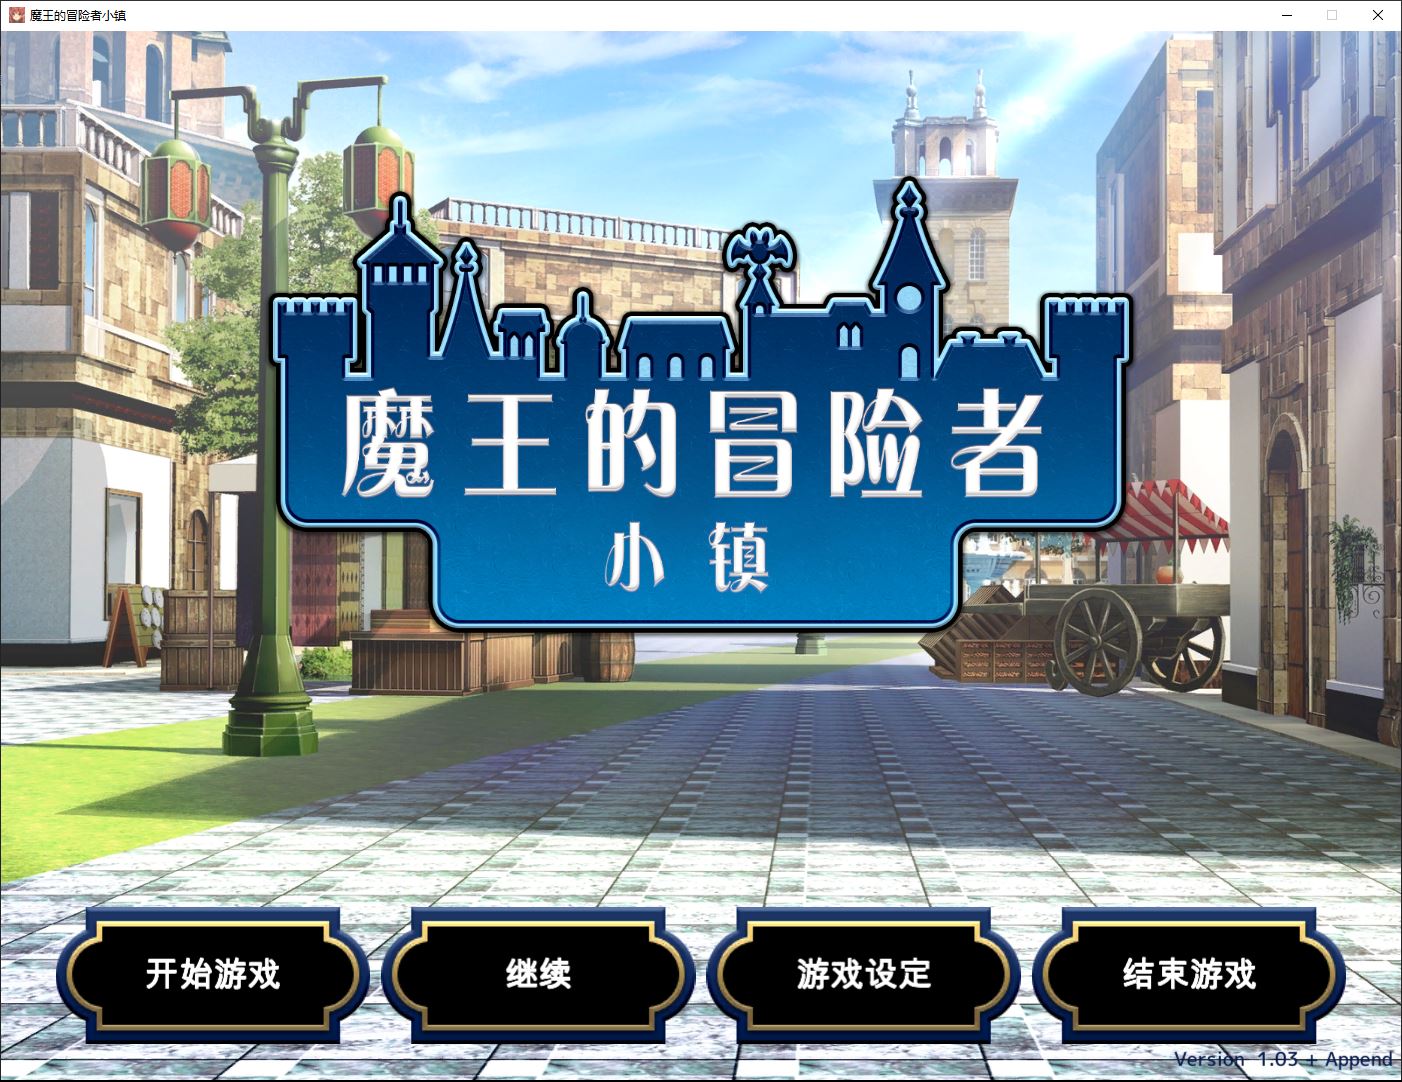 魔王的冒险者小镇
魔王的冒险者
小镇
开始游戏
继续
游戏设定
结束游戏
Version 1.03 + Append